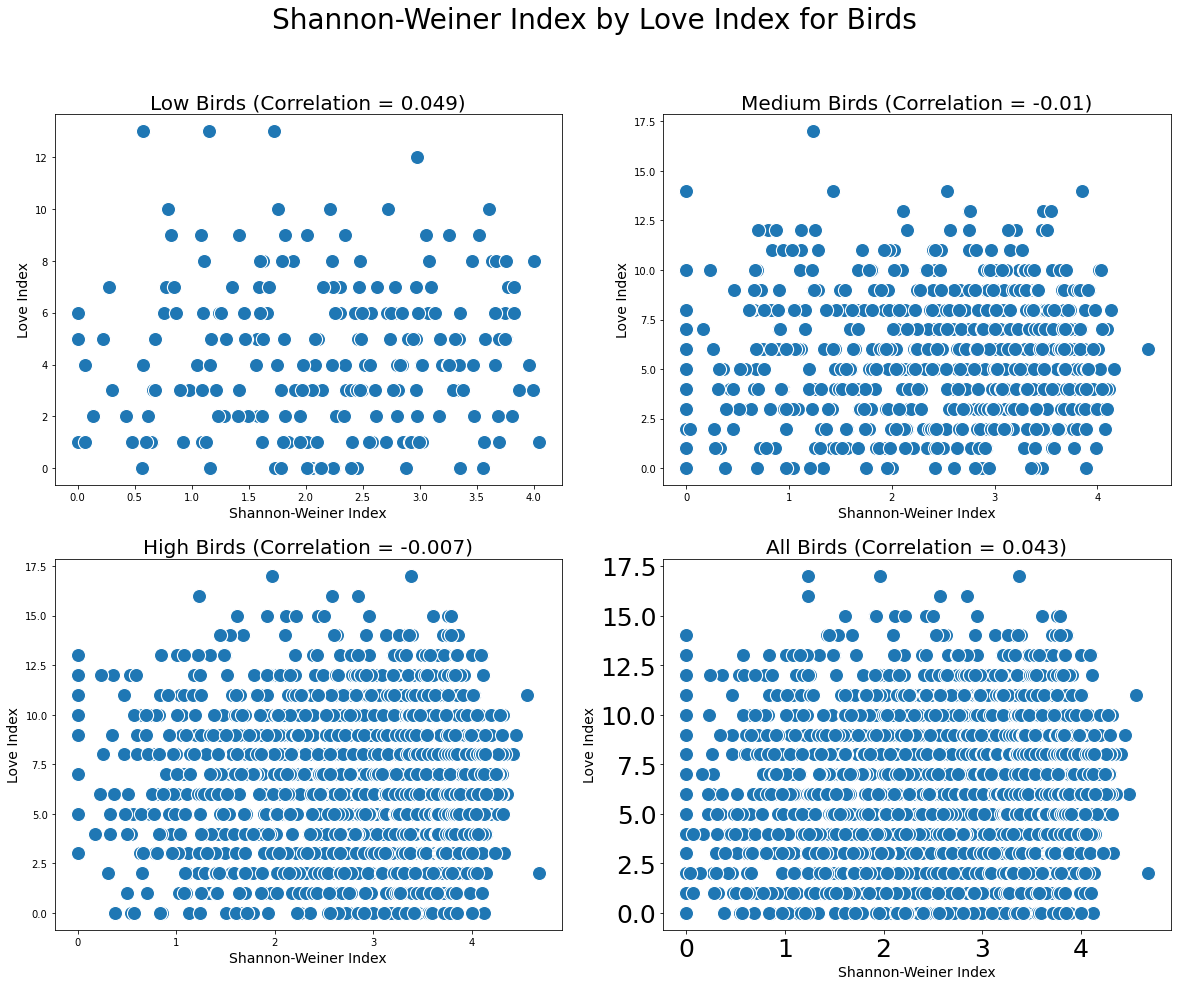 Shannon-Weiner Index by Love Index for Birds
Low Birds (Correlation = 0.049)
12
10
8
6
4
2
0
Love Index
0.0 0.5 1.0 1.5 2.0 2.5 3.0 3.5 4.0
Shannon-Weiner Index
Medium Birds (Correlation = -0.01)
17.5
15.0
12.5
10.0
7.5
5.0
2.5
0.0
Love Index
0 1 2 3 4
Shannon-Weiner Index
High Birds (Correlation = -0.007)
17.5
15.0
12.5
10.0
7.5
5.0
2.5
0.0
Love Index
0 1 2 3 4
Shannon-Weiner Index
All Birds (Correlation = 0.043)
17.5
15.0
12.5
10.0
7.5
5.0
2.5
0.0
Love Index
0 1 2 3 4
Shannon-Weiner Index